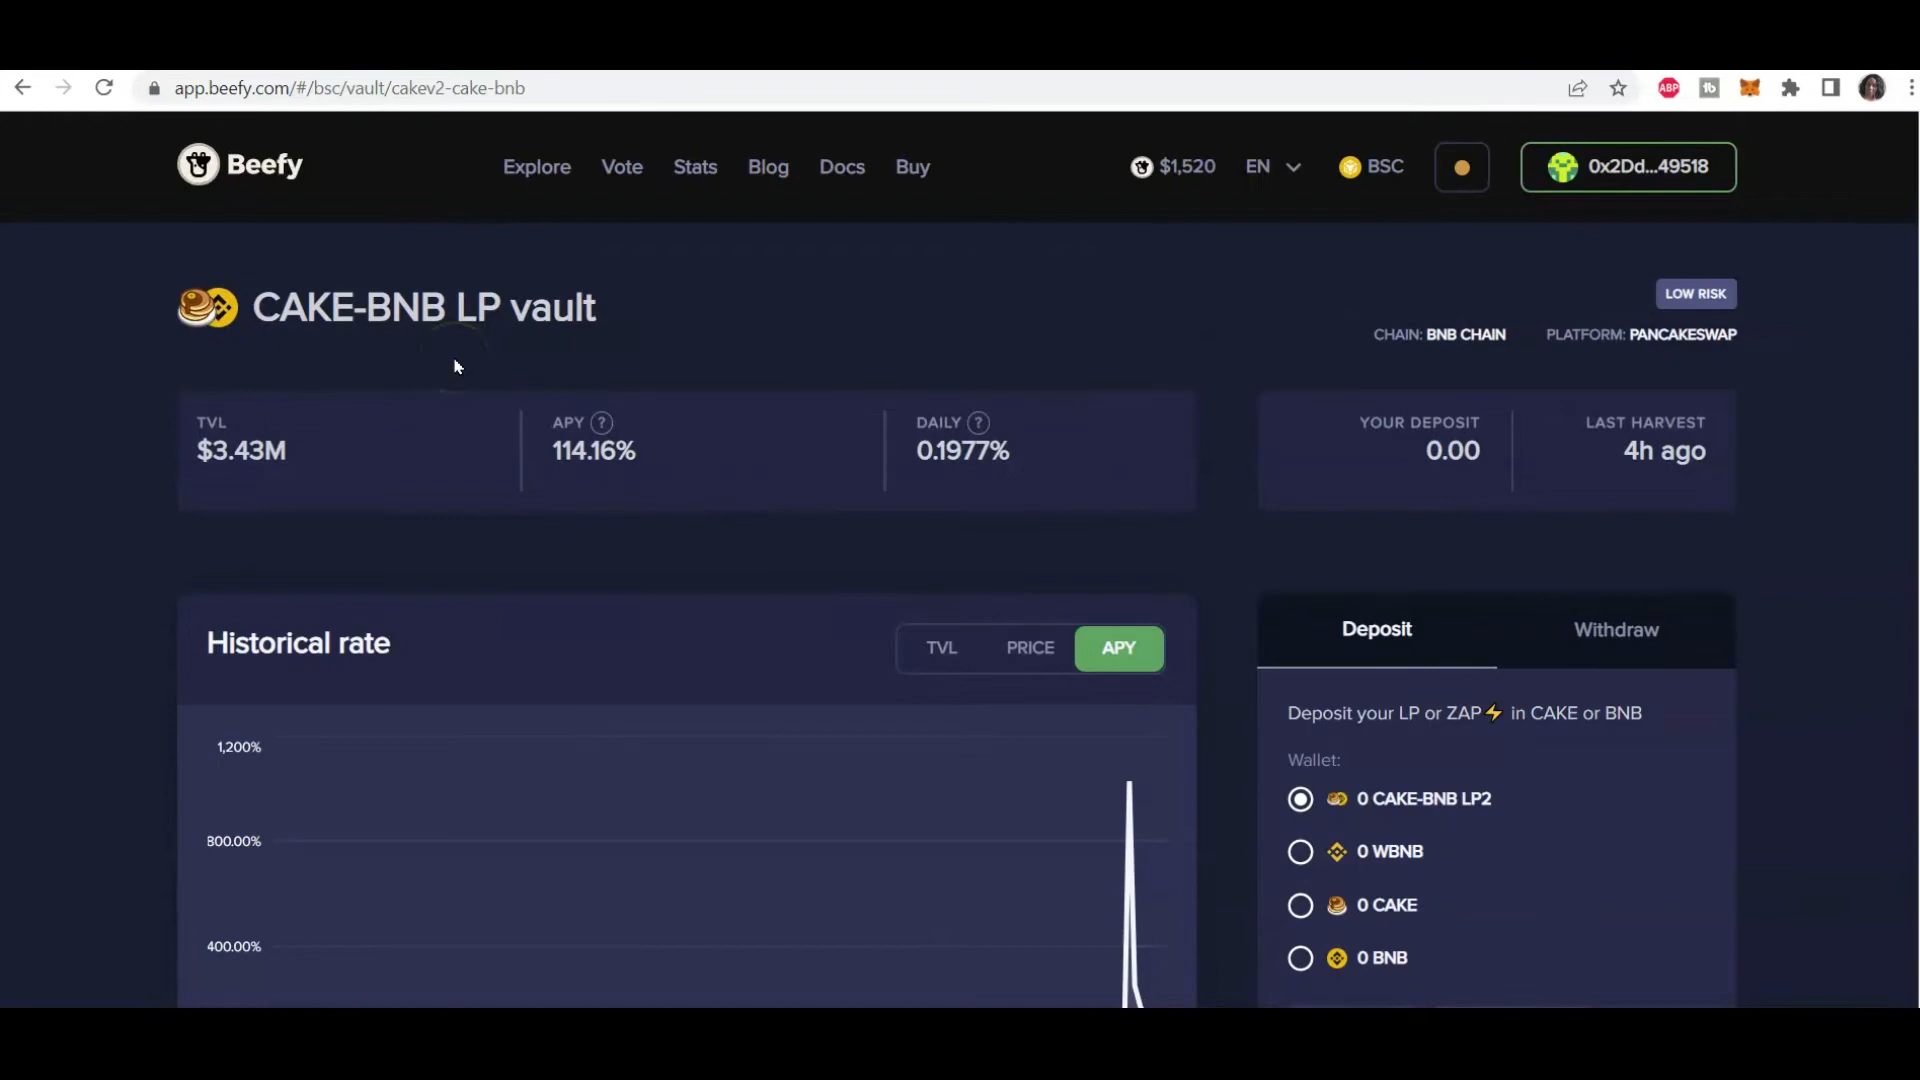 app.beefy.com/#/bsc/vault/cakev2-cake-bnb
ABP
Beefy
Explore
Vote
Stats
Blog
Docs
Buy
$1,520
EN
BSC
0x2Dd...49518
CAKE-BNB LP vault
LOW RISK
CHAIN: BNB CHAIN
PLATFORM: PANCAKESWAP
TVL
$3.43M
APY ?
114.16%
DAILY ?
0.1977%
YOUR DEPOSIT
0.00
LAST HARVEST
4h ago
Historical rate
TVL
PRICE
APY
1,200%
800.00%
400.00%
Deposit
Withdraw
Deposit your LP or ZAP⚡ in CAKE or BNB
Wallet:
0 CAKE-BNB LP2
0 WBNB
0 CAKE
0 BNB